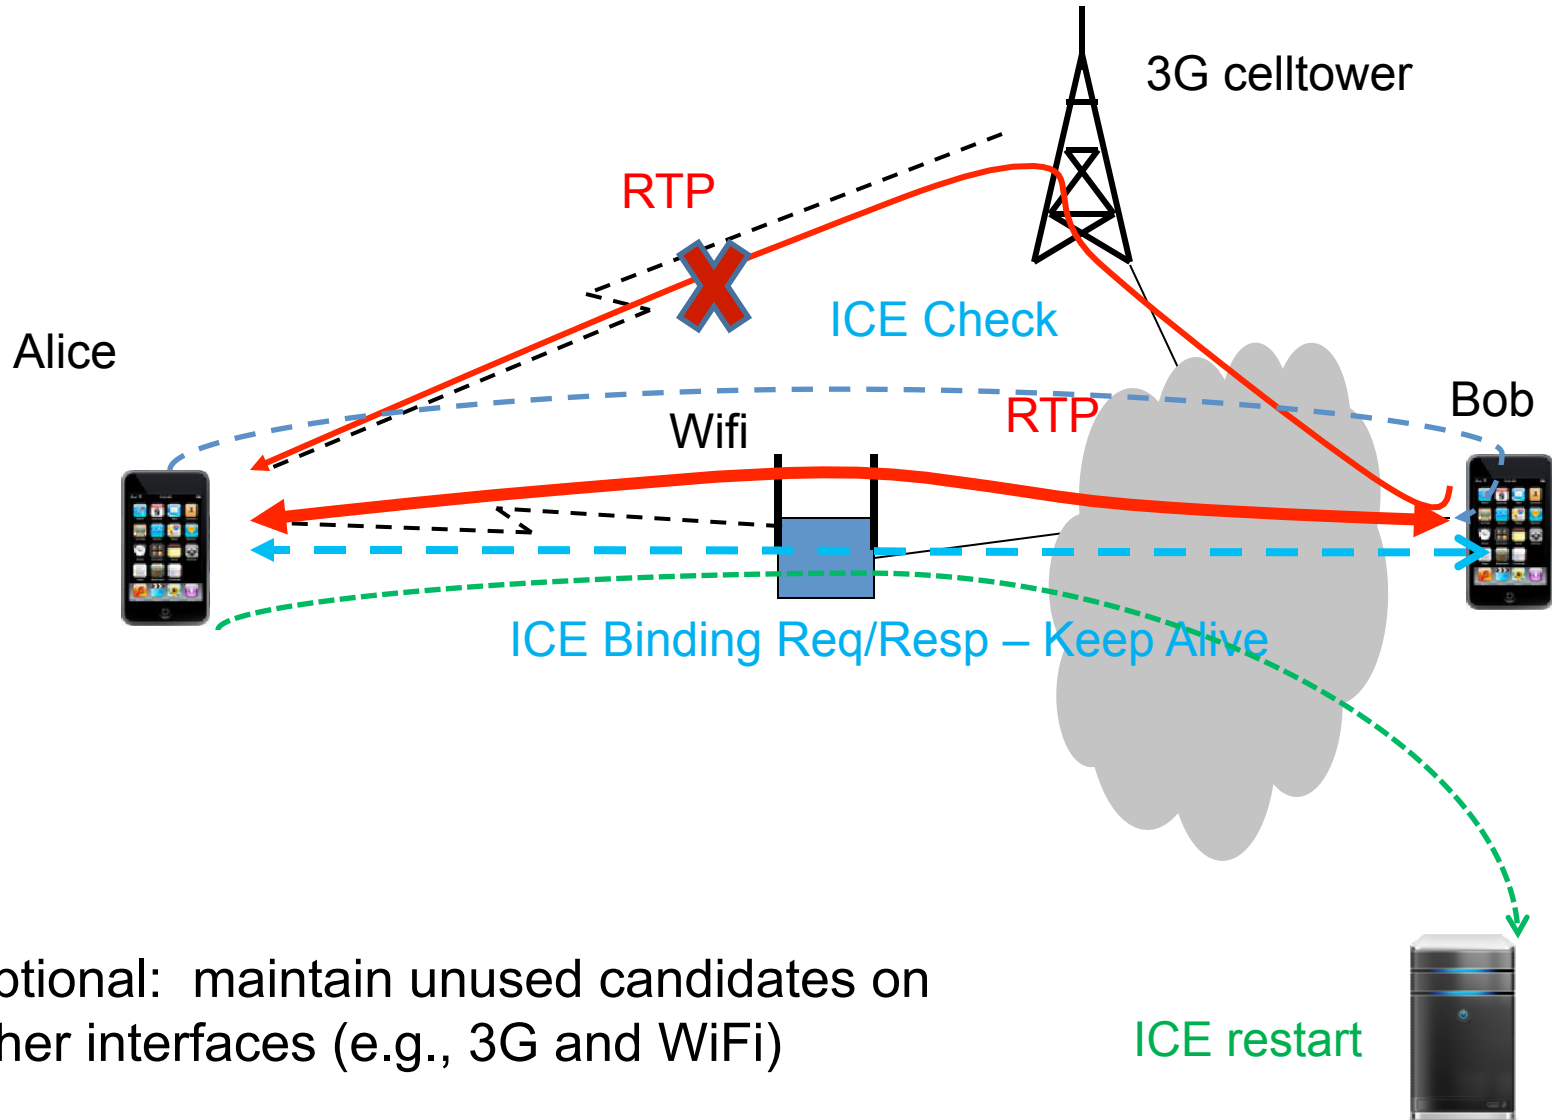 3G celltower
RTP
ICE Check
Alice
Bob
RTP
Wifi
ICE Binding Req/Resp – Keep Alive
ptional:  maintain unused candidates on
her interfaces (e.g., 3G and WiFi)
ICE restart